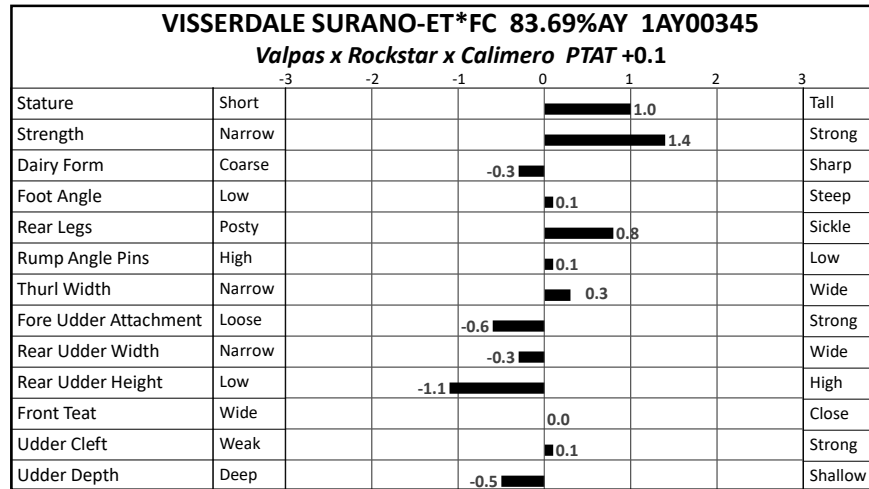 VISSERDALE SURANO-ET*FC 83.69%AY 1AY00345
Valpas x Rockstar x Calimero PTAT +0.1
-3 -2 -1 0 1 2 3
Stature Short 1.0 Tall
Strength Narrow 1.4 Strong
Dairy Form Coarse -0.3 Sharp
Foot Angle Low 0.1 Steep
Rear Legs Posty 0.8 Sickle
Rump Angle Pins High 0.1 Low
Thurl Width Narrow 0.3 Wide
Fore Udder Attachment Loose -0.6 Strong
Rear Udder Width Narrow -0.3 Wide
Rear Udder Height Low -1.1 High
Front Teat Wide 0.0 Close
Udder Cleft Weak 0.1 Strong
Udder Depth Deep -0.5 Shallow